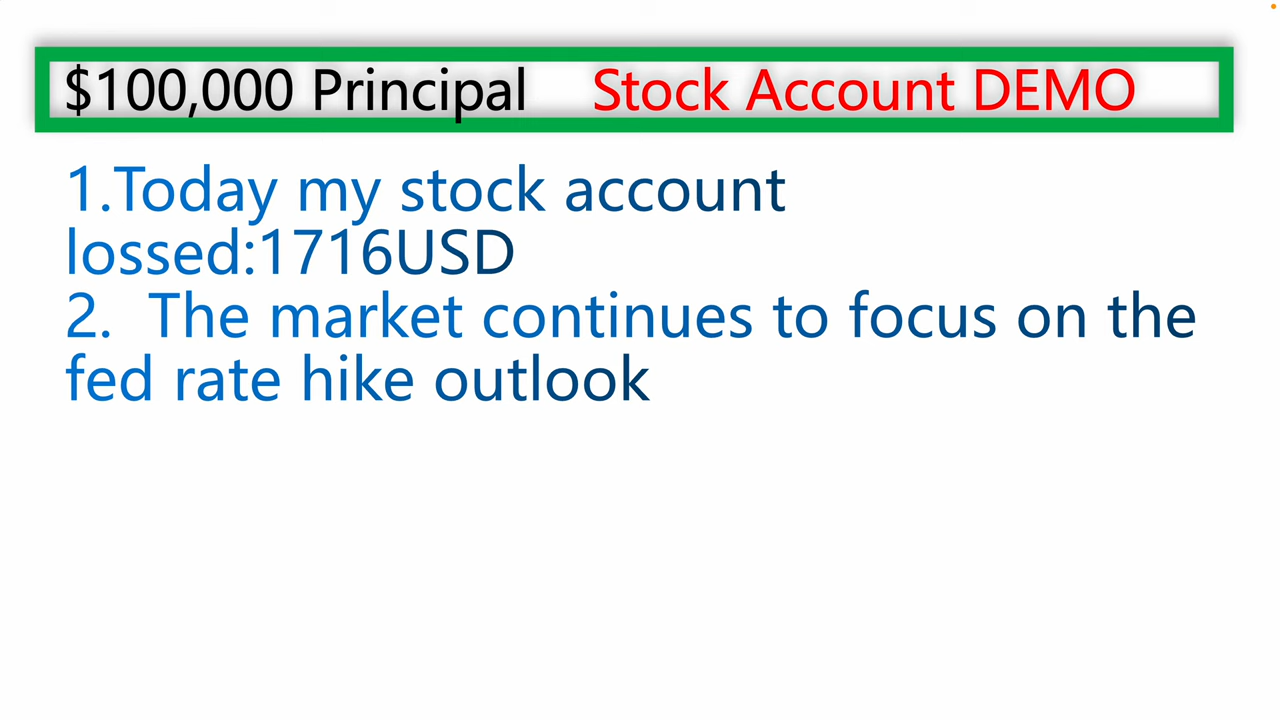 $100,000 Principal Stock Account DEMO
1.Today my stock account
lossed:1716USD
2. The market continues to focus on the
fed rate hike outlook